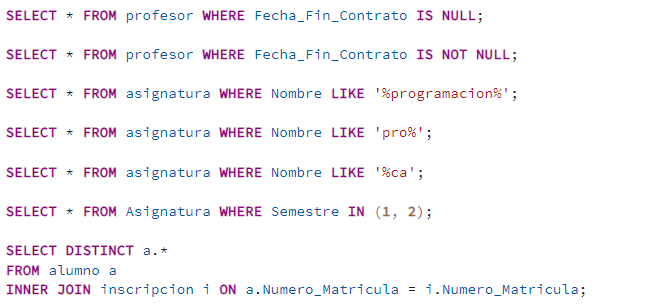 SELECT * FROM profesor WHERE Fecha_Fin_Contrato IS NULL;
SELECT * FROM profesor WHERE Fecha_Fin_Contrato IS NOT NULL;
SELECT * FROM asignatura WHERE Nombre LIKE '%programacion%';
SELECT * FROM asignatura WHERE Nombre LIKE 'pro%';
SELECT * FROM asignatura WHERE Nombre LIKE '%ca';
SELECT * FROM Asignatura WHERE Semestre IN (1, 2);
SELECT DISTINCT a.*
FROM alumno a
INNER JOIN inscripcion i ON a.Numero_Matricula = i.Numero_Matricula;